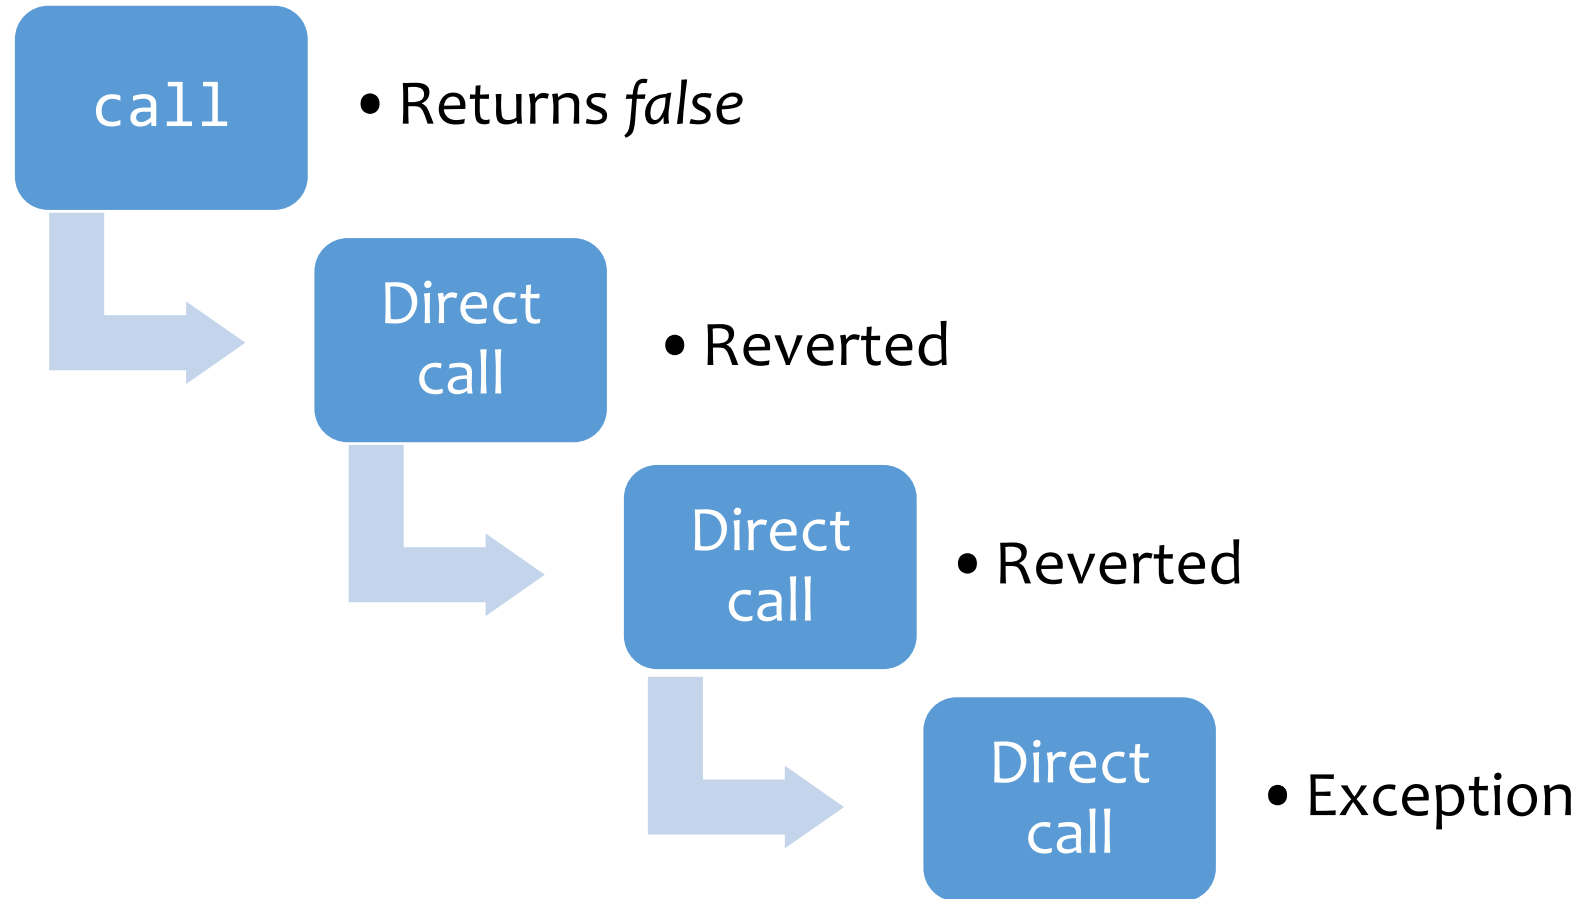 call
• Returns false
Direct
call
• Reverted
Direct
call
• Reverted
Direct
call
• Exception